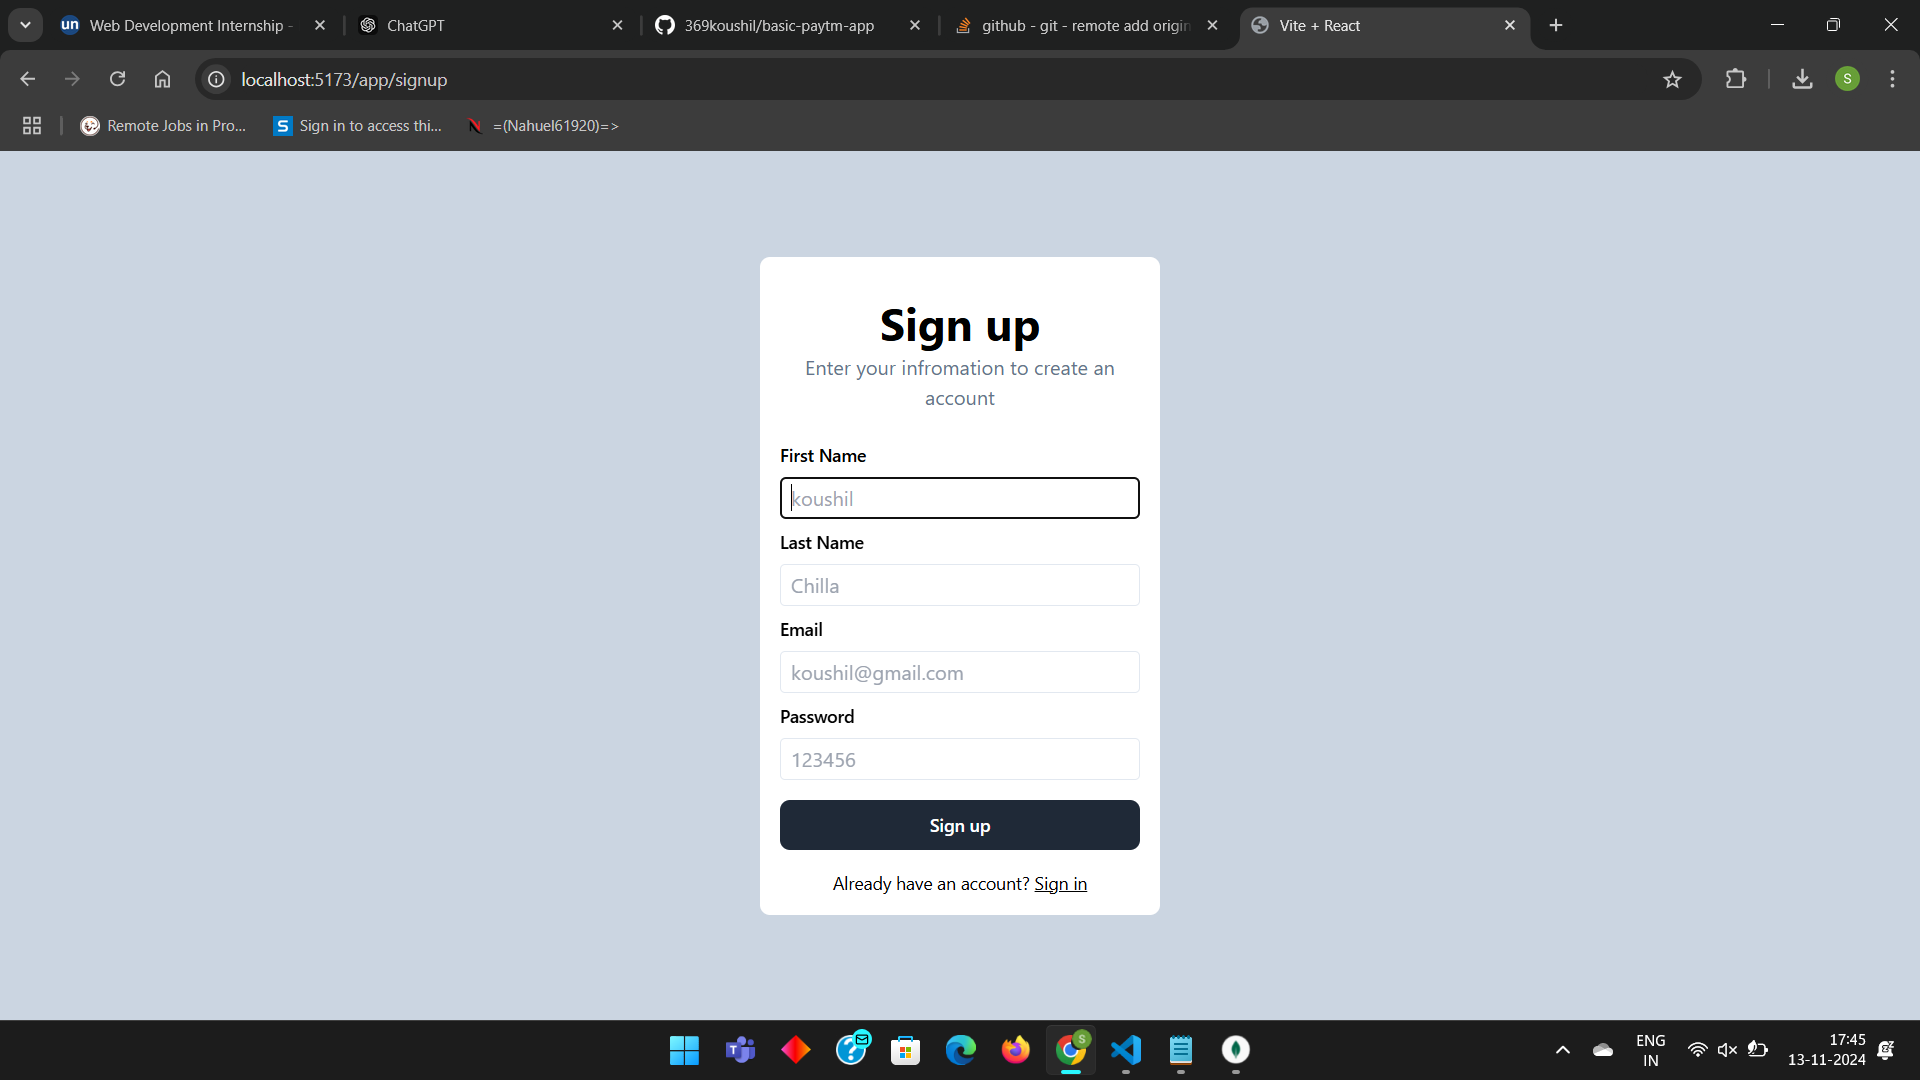 un Web Development Internship -
ChatGPT
369koushil/basic-paytm-app
github - git - remote add origin
Vite + React
localhost:5173/app/signup
S
Remote Jobs in Pro...
S Sign in to access thi...
N =(Nahuel61920)=>
Sign up
Enter your infromation to create an
account
First Name
koushil
Last Name
Chilla
Email
koushil@gmail.com
Password
123456
Sign up
Already have an account? Sign in
T
?
S
ENG
IN
17:45
13-11-2024